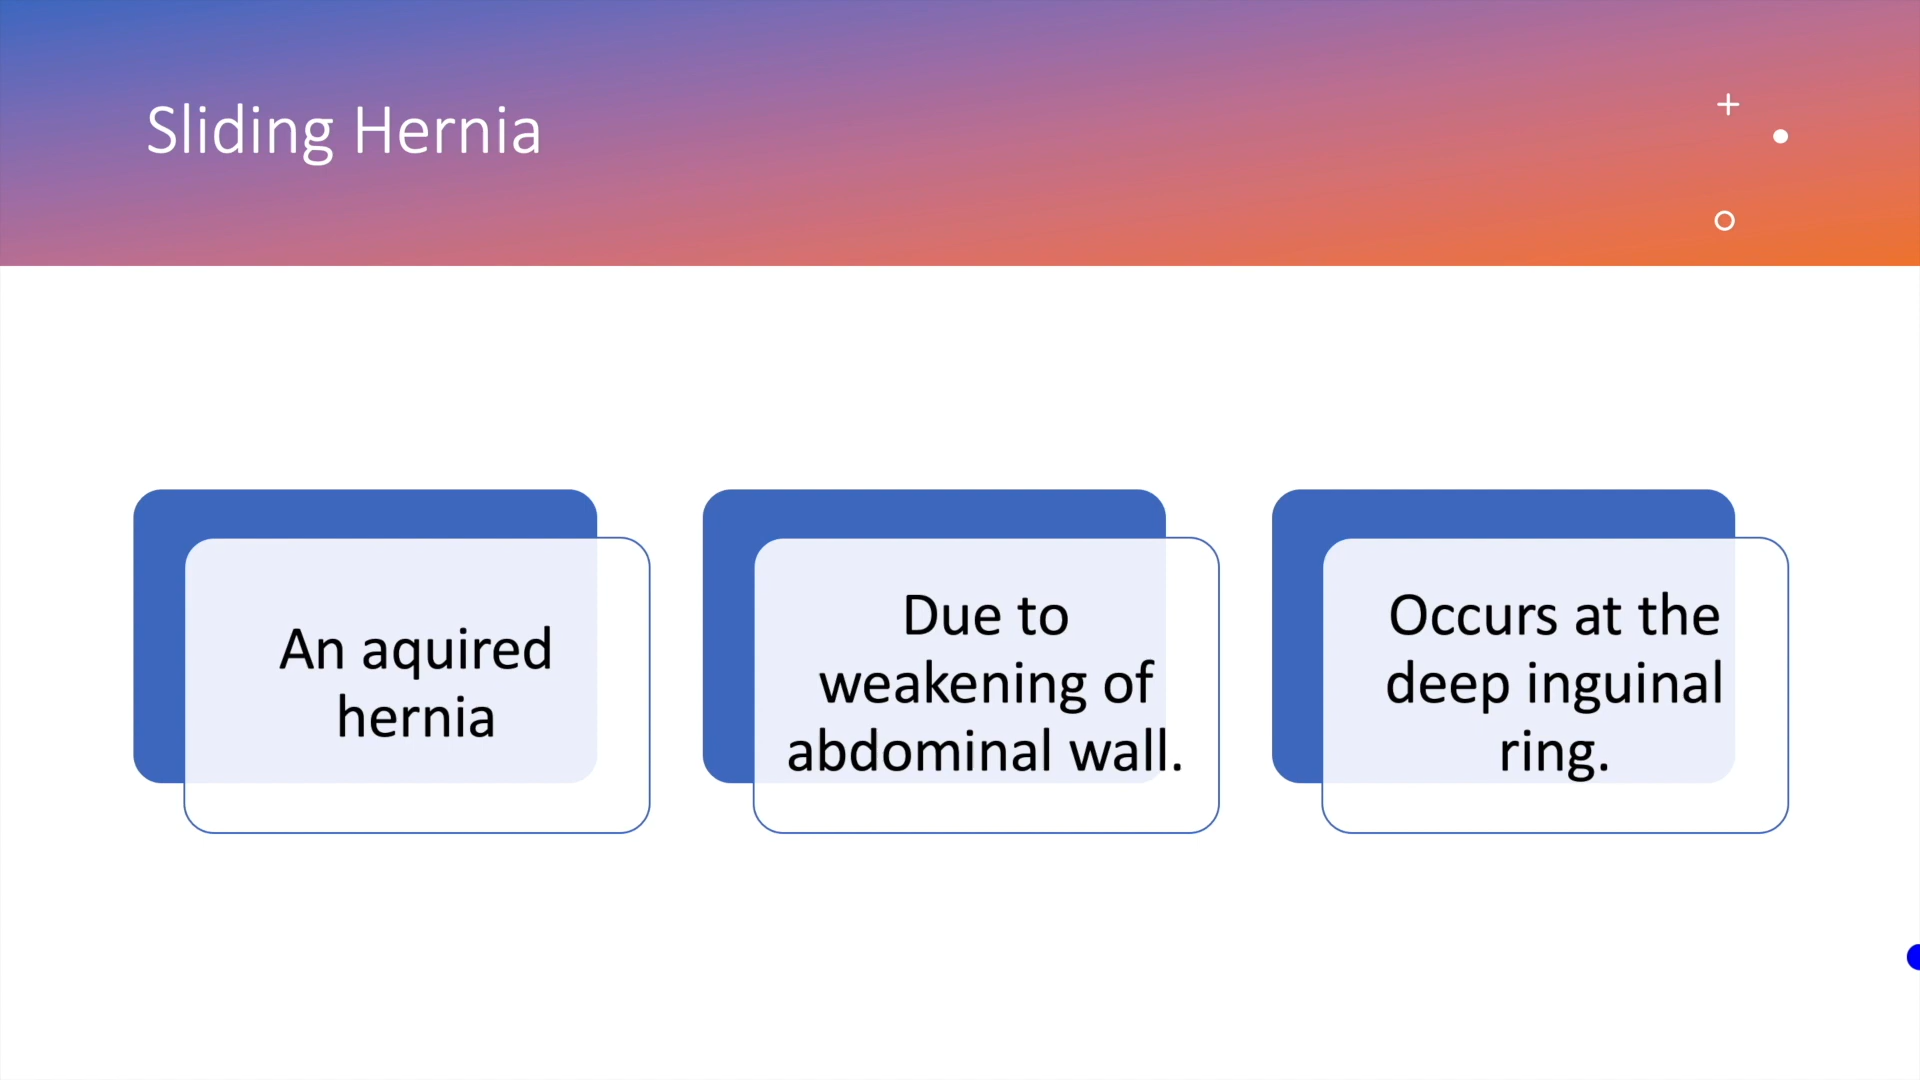 Sliding Hernia
An aquired
hernia
Due to
weakening of
abdominal wall.
Occurs at the
deep inguinal
ring.